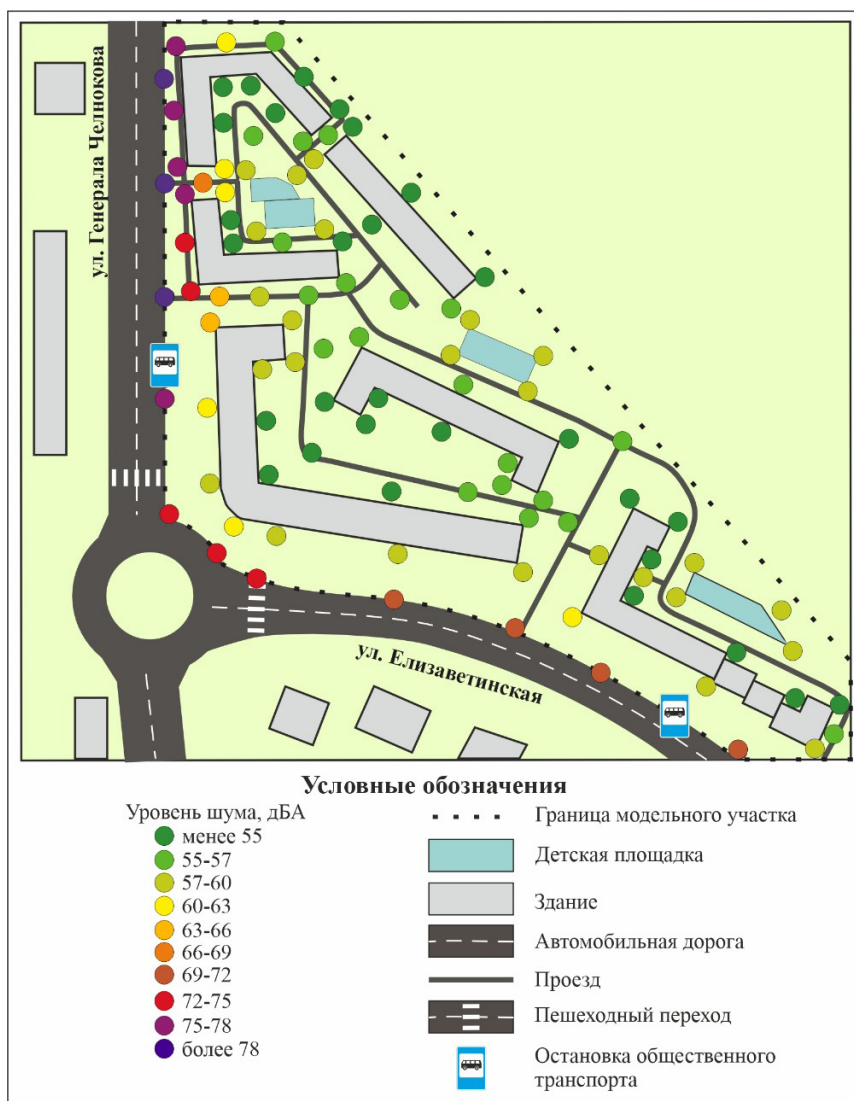 ул. Генерала Челнокова
ул. Елизаветинская
Условные обозначения
Уровень шума, дБА
менее 55
55-57
57-60
60-63
63-66
66-69
69-72
72-75
75-78
более 78
Граница модельного участка
Детская площадка
Здание
Автомобильная дорога
Проезд
Пешеходный переход
Остановка общественного
транспорта